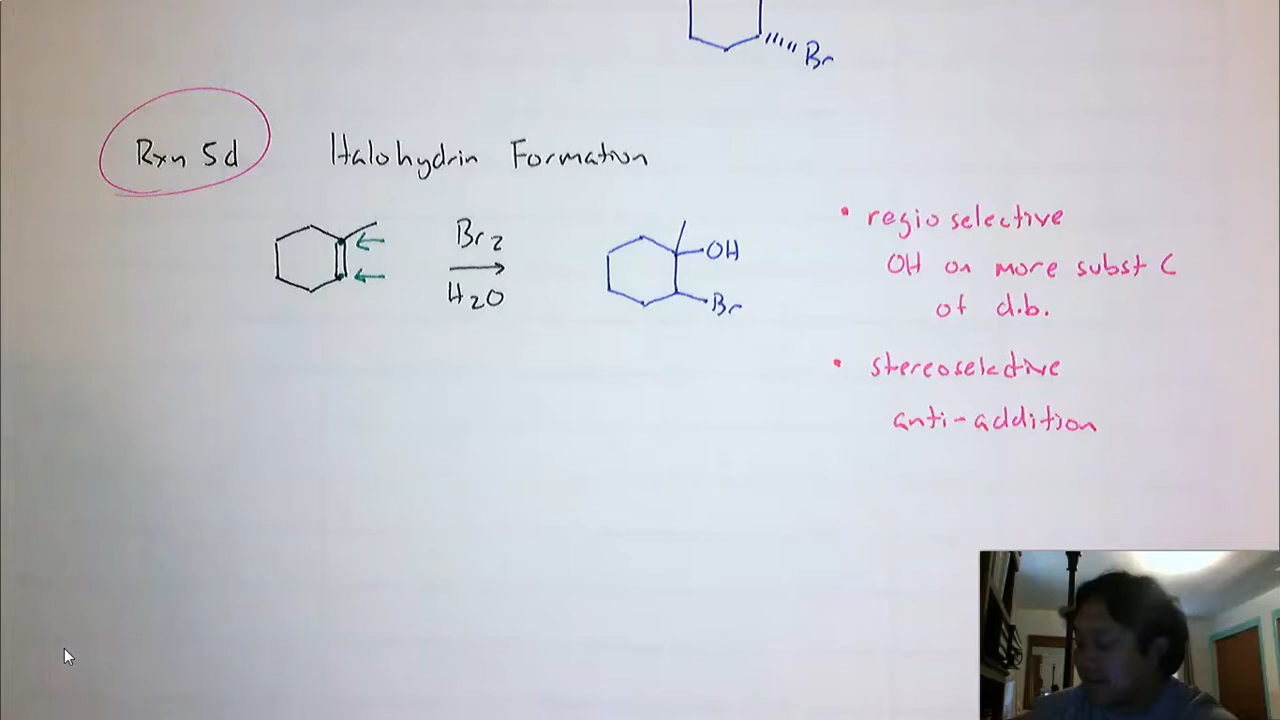 Br
Rxn 5d
Halohydrin Formation
Br2
H2O
OH
Br
• regioselective
OH on more subst C
of d.b.
• stereoselective
anti-addition